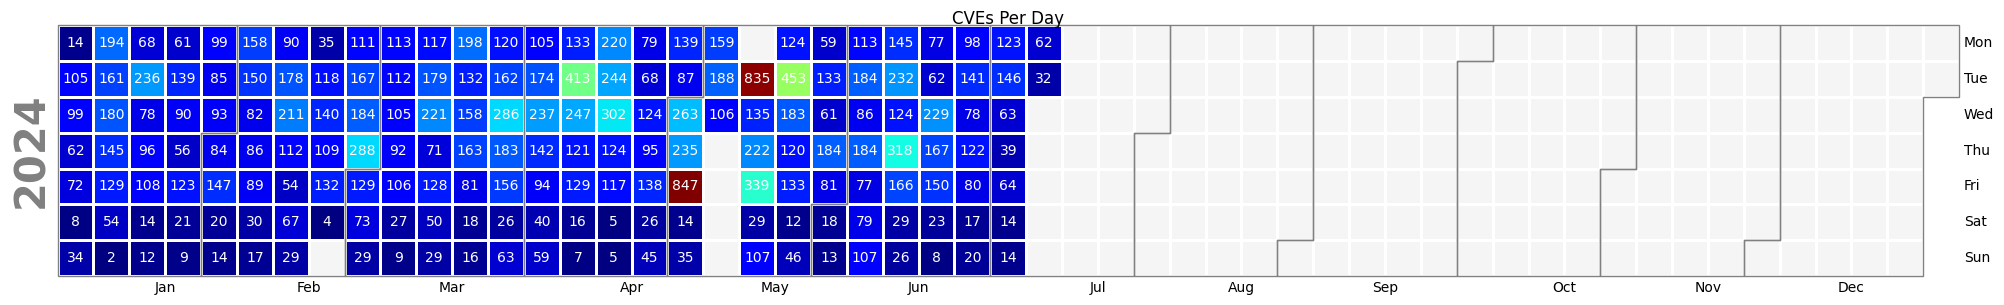 CVEs Per Day
14 194 68 61 99 158 90 35 111 113 117 198 120 105 133 220 79 139 159 124 59 113 145 77 98 123 62 Mon
105 161 236 139 85 150 178 118 167 112 179 132 162 174 413 244 68 87 188 835 453 133 184 232 62 141 146 32 Tue
99 180 78 90 93 82 211 140 184 105 221 158 286 237 247 302 124 263 106 135 183 61 86 124 229 78 63 Wed
62 145 96 56 84 86 112 109 288 92 71 163 183 142 121 124 95 235 222 120 184 184 318 167 122 39 Thu
72 129 108 123 147 89 54 132 129 106 128 81 156 94 129 117 138 847 339 133 81 77 166 150 80 64 Fri
8 54 14 21 20 30 67 4 73 27 50 18 26 40 16 5 26 14 29 12 18 79 29 23 17 14 Sat
34 2 12 9 14 17 29 29 9 29 16 63 59 7 5 45 35 107 46 13 107 26 8 20 14 Sun
2024
Jan Feb Mar Apr May Jun Jul Aug Sep Oct Nov Dec